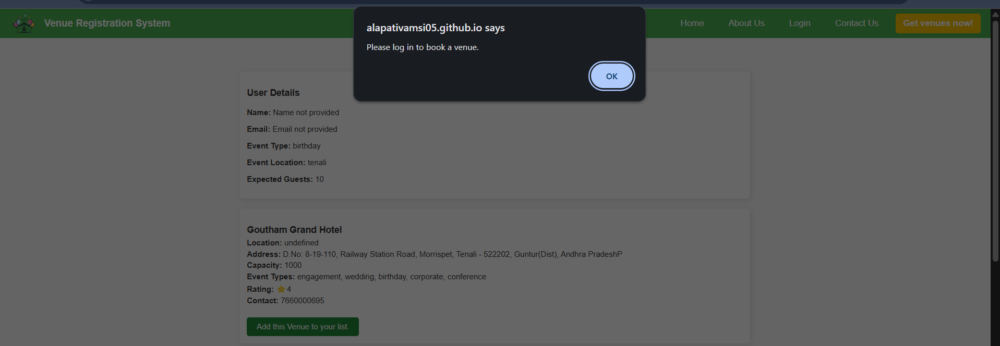 Venue Registration System
Home About Us Login Contact Us Get venues now!
alapativamsi05.github.io says
Please log in to book a venue.
OK
User Details
Name: Name not provided
Email: Email not provided
Event Type: birthday
Event Location: tenali
Expected Guests: 10
Goutham Grand Hotel
Location: undefined
Address: D.No: 8-19-110, Railway Station Road, Morrispet, Tenali - 522202, Guntur(Dist), Andhra PradeshP
Capacity: 1000
Event Types: engagement, wedding, birthday, corporate, conference
Rating: ⭐4
Contact: 7660000695
Add this Venue to your list.